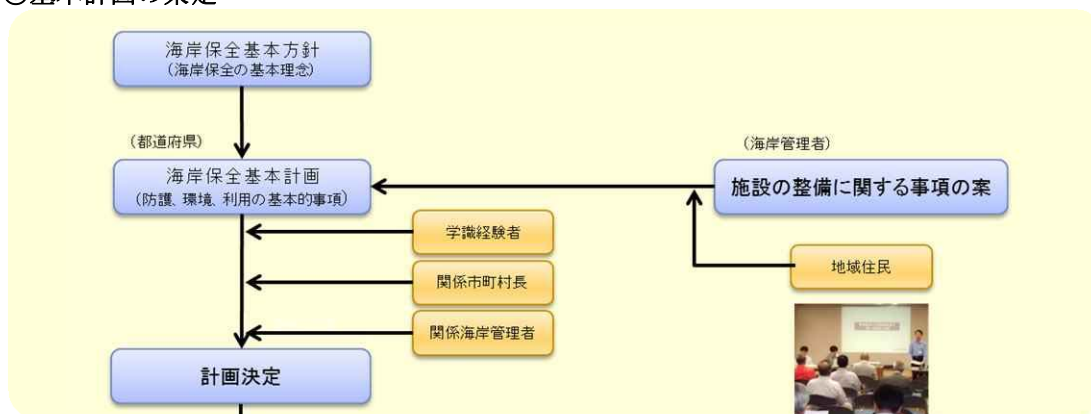 海岸保全基本方針
(海岸保全の基本理念)
(都道府県)
海岸保全基本計画
(防護、環境、利用の基本的事項)
(海岸管理者)
施設の整備に関する事項の案
学識経験者
関係市町村長
関係海岸管理者
地域住民
計画決定